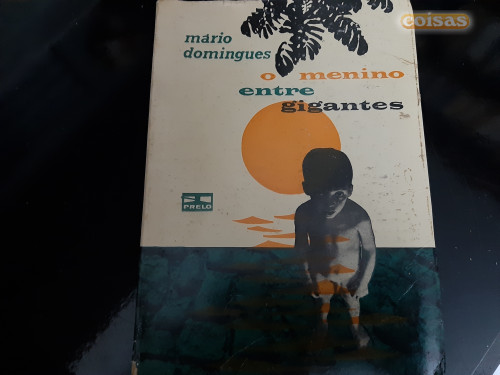 coisas
mário
domingues
o menino
entre
gigantes
PRELO